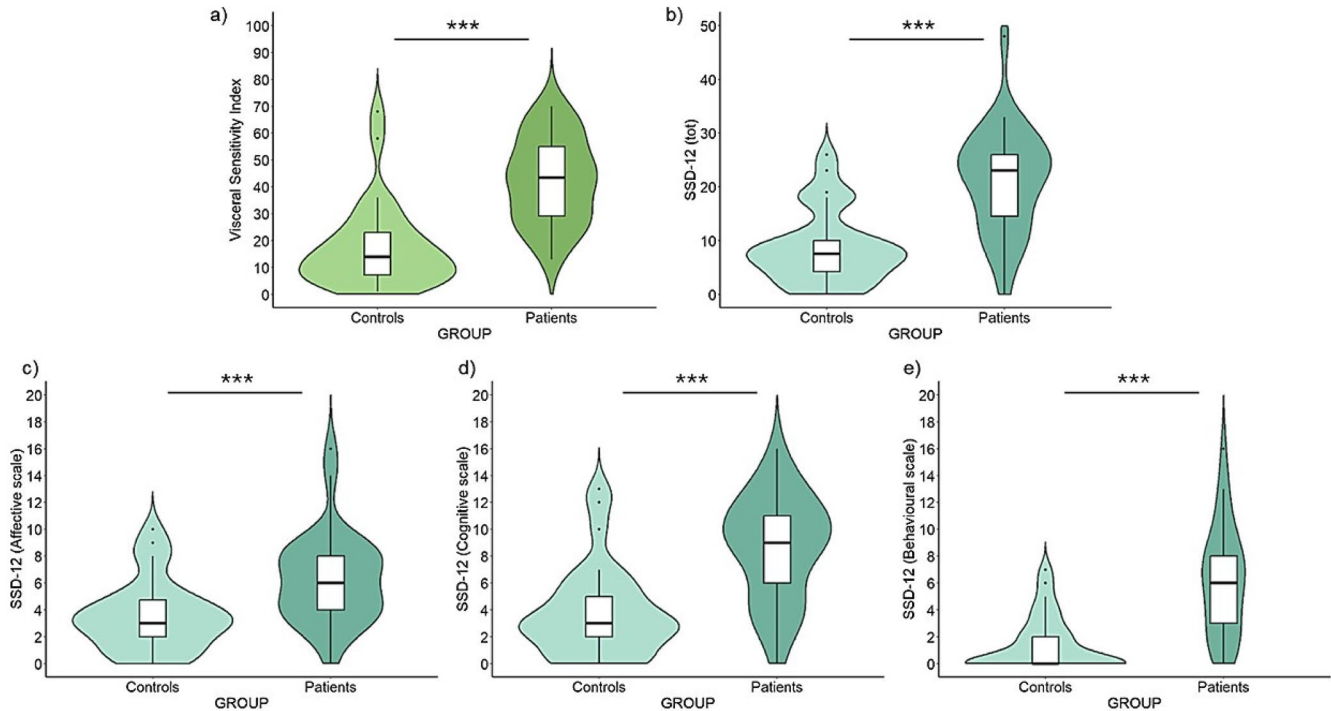 a)
***
Visceral Sensitivity Index
100
90
80
70
60
50
40
30
20
10
0
Controls
Patients
GROUP
b)
***
SSD-12 (tot)
50
40
30
20
10
0
Controls
Patients
GROUP
c)
***
SSD-12 (Affective scale)
20
18
16
14
12
10
8
6
4
2
0
Controls
Patients
GROUP
d)
***
SSD-12 (Cognitive scale)
20
18
16
14
12
10
8
6
4
2
0
Controls
Patients
GROUP
e)
***
SSD-12 (Behavioural scale)
20
18
16
14
12
10
8
6
4
2
0
Controls
Patients
GROUP